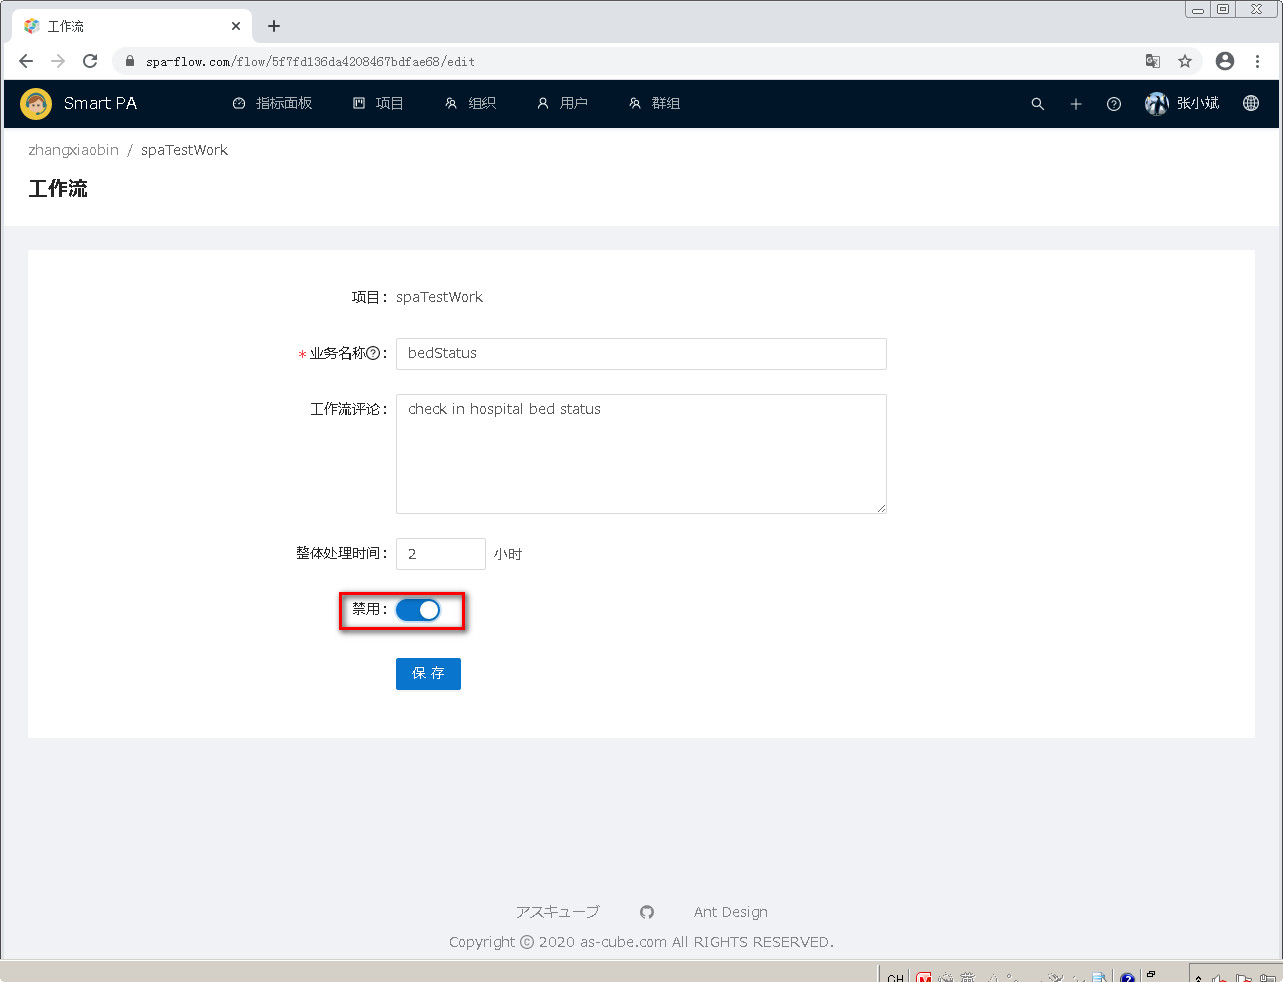 工作流
spa-flow.com/flow/5f7fd136da4208467bdfae68/edit
Smart PA 指标面板 项目 组织 用户 群组 张小斌
zhangxiaobin / spaTestWork
工作流
项目: spaTestWork
* 业务名称: bedStatus
工作流评论: check in hospital bed status
整体处理时间: 2 小时
禁用:
保 存
アスキューブ Ant Design
Copyright © 2020 as-cube.com All RIGHTS RESERVED.
CH